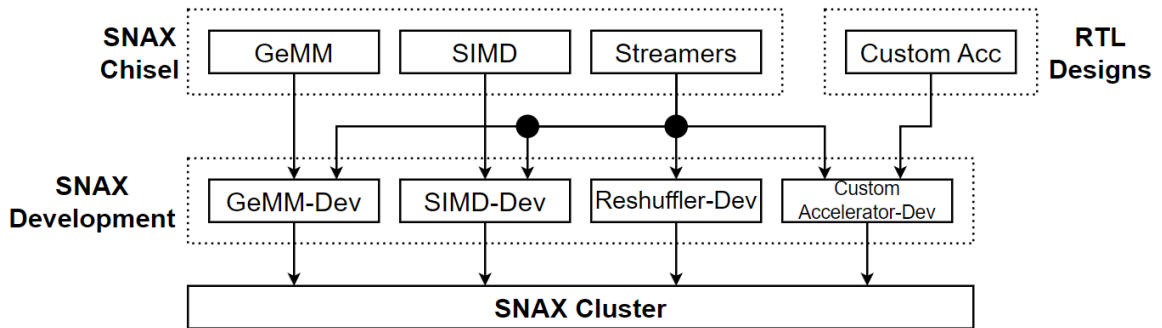 SNAX
Chisel
GeMM
SIMD
Streamers
Custom Acc
RTL
Designs
SNAX
Development
GeMM-Dev
SIMD-Dev
Reshuffler-Dev
Custom
Accelerator-Dev
SNAX Cluster